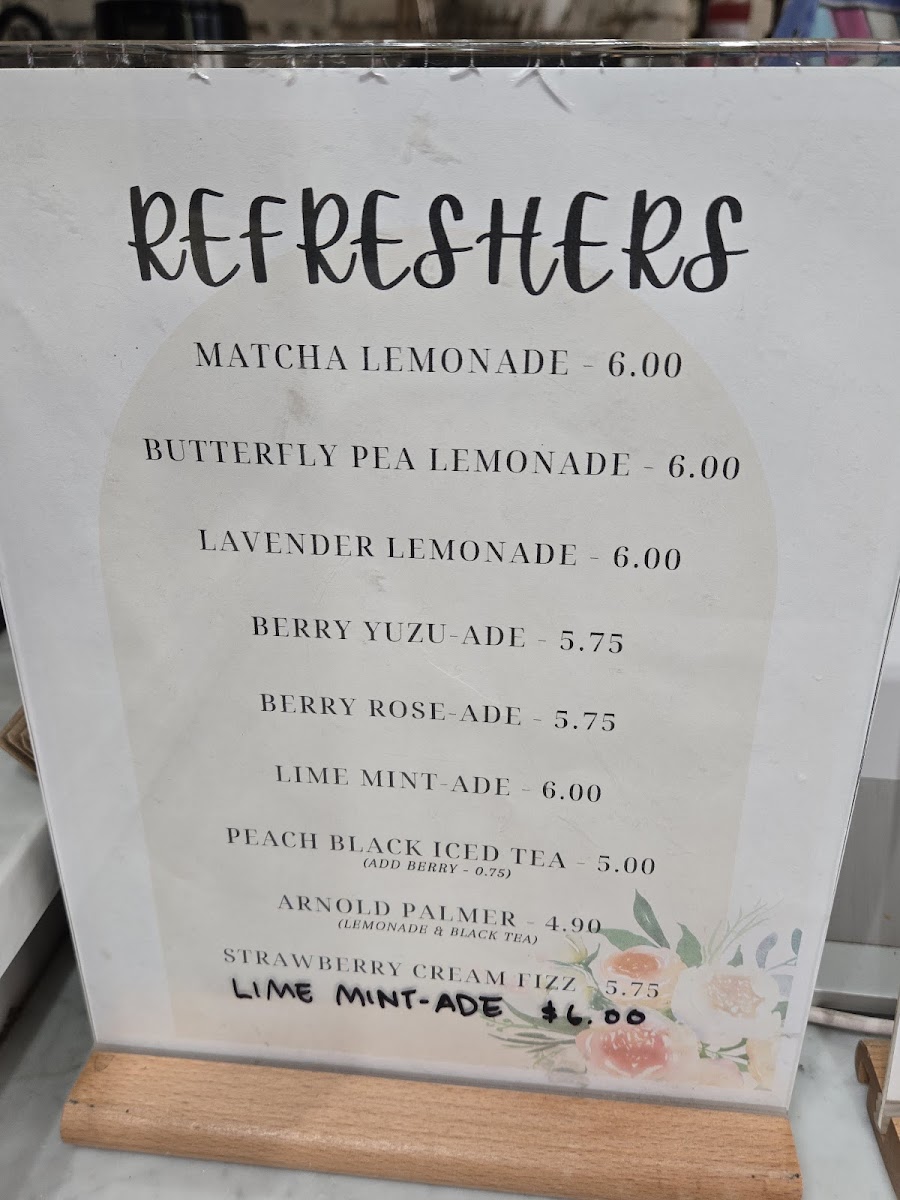 REFRESHERS
MATCHA LEMONADE - 6.00
BUTTERFLY PEA LEMONADE - 6.00
LAVENDER LEMONADE - 6.00
BERRY YUZU-ADE - 5.75
BERRY ROSE-ADE - 5.75
LIME MINT-ADE - 6.00
PEACH BLACK ICED TEA - 5.00
(ADD BERRY - 0.75)
ARNOLD PALMER - 4.90
(LEMONADE & BLACK TEA)
STRAWBERRY CREAM FIZZ - 5.75
LIME MINT-ADE $6.00